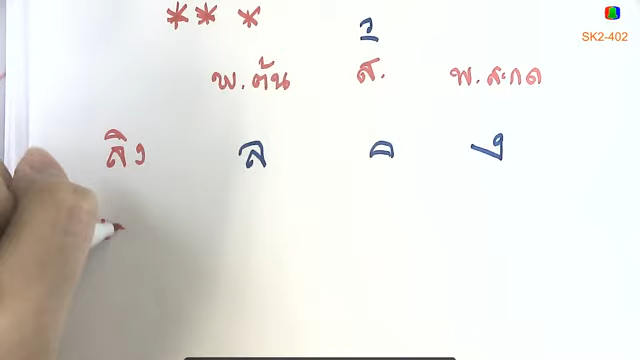 *** ว
SK2-402
พ.ต้น ส. พ.สะกด
ลิง ล ิ ง